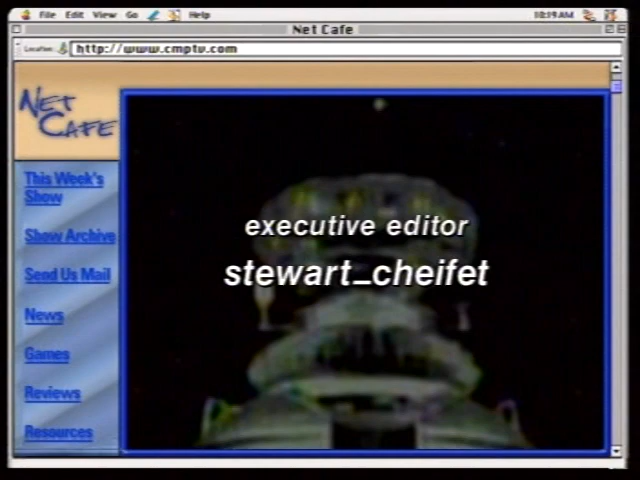 File Edit View Go Help 10:19 AM
Net Cafe
Location: http://www.cmptv.com
NET CAFE
This Week's Show
Show Archive
Send Us Mail
News
Games
Reviews
Resources
executive editor
stewart_cheifet